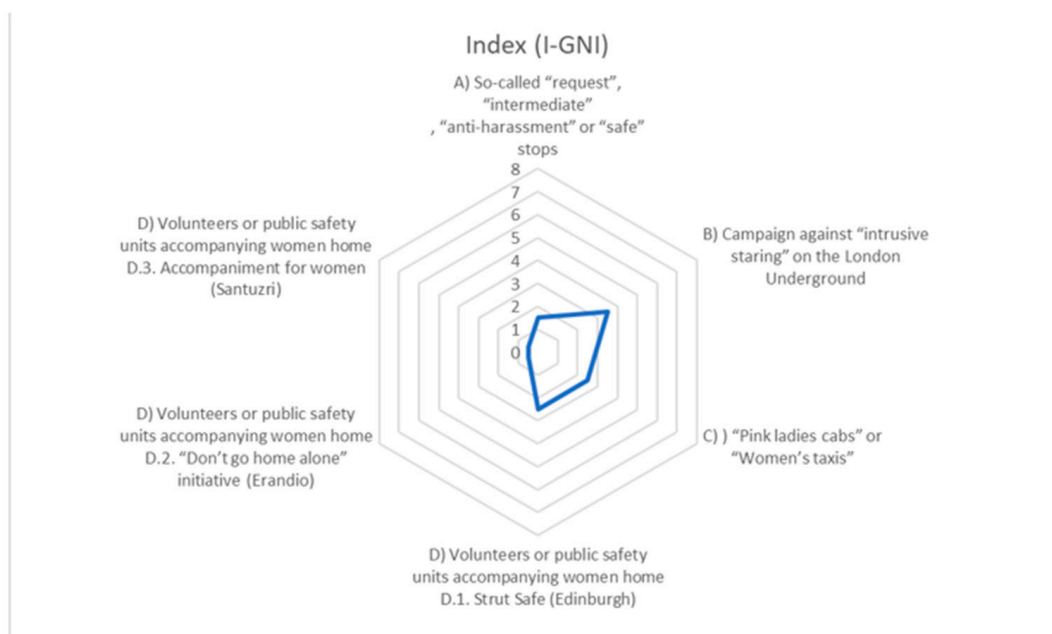 Index (I-GNI)
A) So-called “request”,
“intermediate”
, “anti-harassment” or “safe”
stops
8
7
6
5
4
3
2
1
0
B) Campaign against “intrusive
staring” on the London
Underground
C) ) “Pink ladies cabs” or
“Women’s taxis”
D) Volunteers or public safety
units accompanying women home
D.1. Strut Safe (Edinburgh)
D) Volunteers or public safety
units accompanying women home
D.2. “Don’t go home alone”
initiative (Erandio)
D) Volunteers or public safety
units accompanying women home
D.3. Accompaniment for women
(Santuzri)